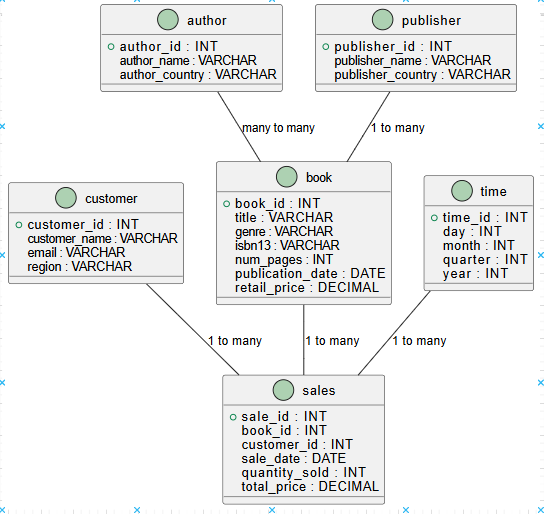 author
author_id : INT
author_name : VARCHAR
author_country : VARCHAR
publisher
publisher_id : INT
publisher_name : VARCHAR
publisher_country : VARCHAR
many to many
1 to many
customer
customer_id : INT
customer_name : VARCHAR
email : VARCHAR
region : VARCHAR
book
book_id : INT
title : VARCHAR
genre : VARCHAR
isbn13 : VARCHAR
num_pages : INT
publication_date : DATE
retail_price : DECIMAL
time
time_id : INT
day : INT
month : INT
quarter : INT
year : INT
1 to many
1 to many
1 to many
sales
sale_id : INT
book_id : INT
customer_id : INT
sale_date : DATE
quantity_sold : INT
total_price : DECIMAL